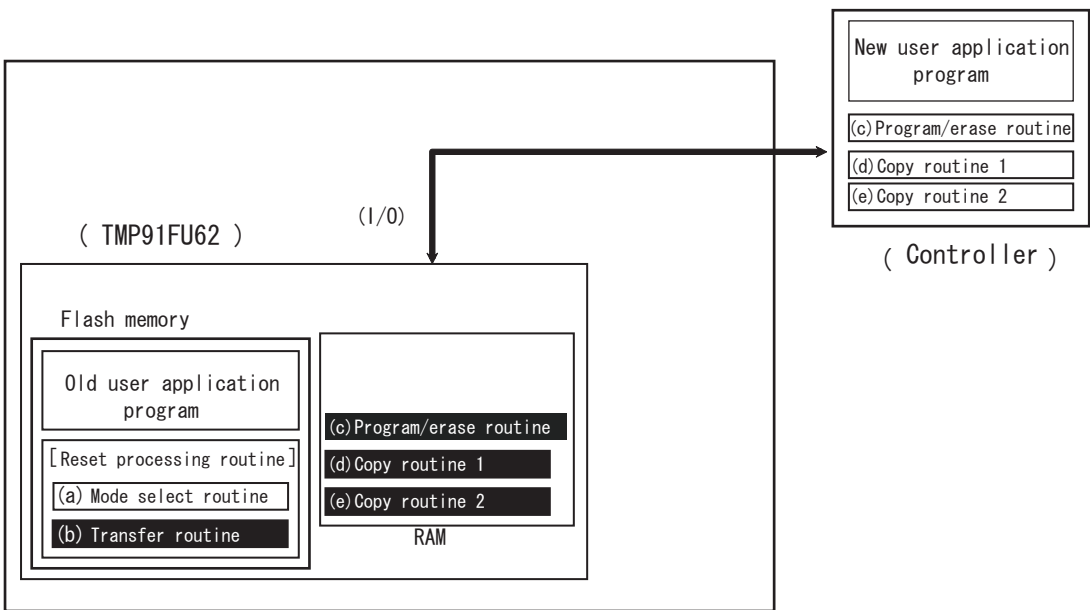 New user application
program
(c)Program/erase routine
(d)Copy routine 1
(e)Copy routine 2
( Controller )
(I/O)
( TMP91FU62 )
Flash memory
Old user application
program
[Reset processing routine]
(a) Mode select routine
(b) Transfer routine
(c)Program/erase routine
(d)Copy routine 1
(e)Copy routine 2
RAM